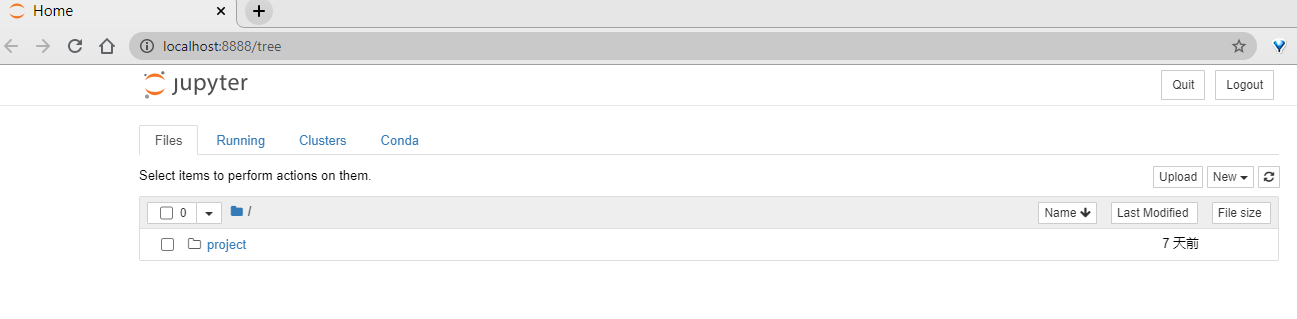 Home
localhost:8888/tree
jupyter
Quit Logout
Files Running Clusters Conda
Select items to perform actions on them.
Upload New
0 / Name Last Modified File size
project 7 天前